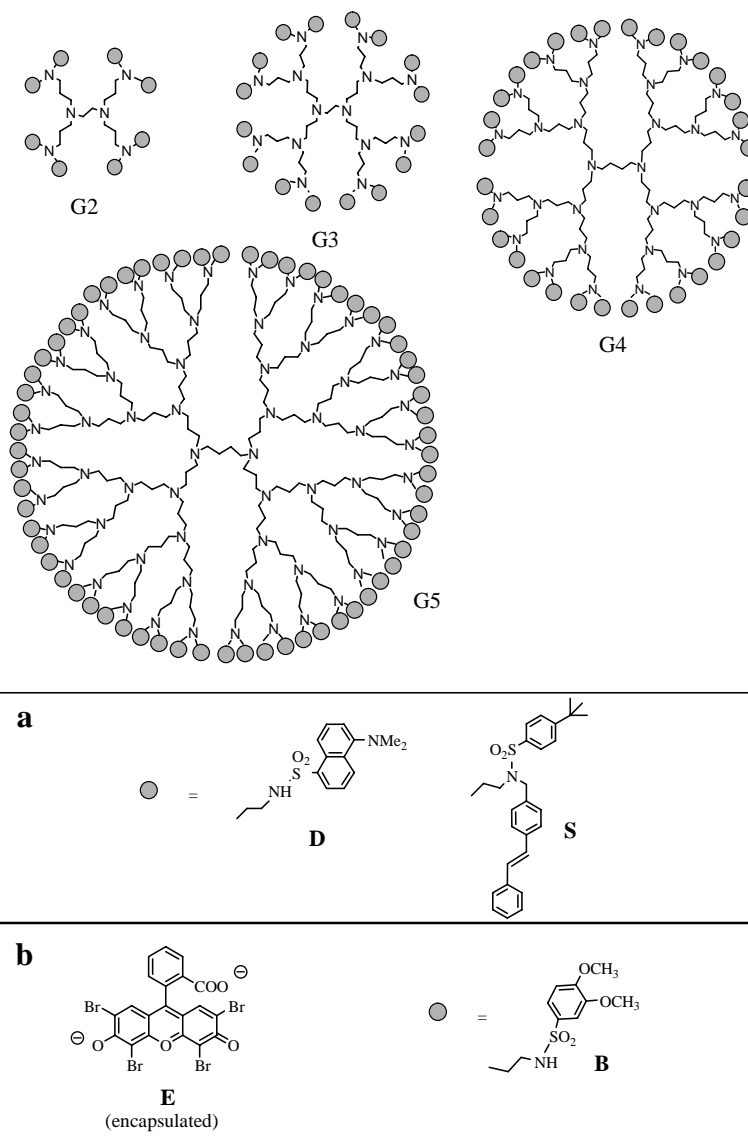 G2
G3
G4
G5
a
=
O2
S
NH
NMe2
D
O2S
N
S
b
COO ⊖
Br
Br
⊖
O
O
O
Br
Br
E
(encapsulated)
=
OCH3
OCH3
SO2
NH
B